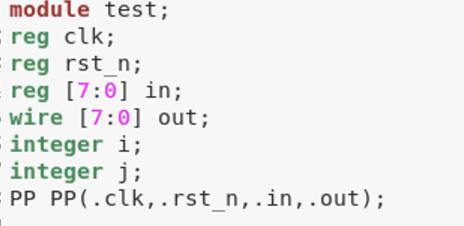 module test;
reg clk;
reg rst_n;
reg [7:0] in;
wire [7:0] out;
integer i;
integer j;
PP PP(.clk,.rst_n,.in,.out);